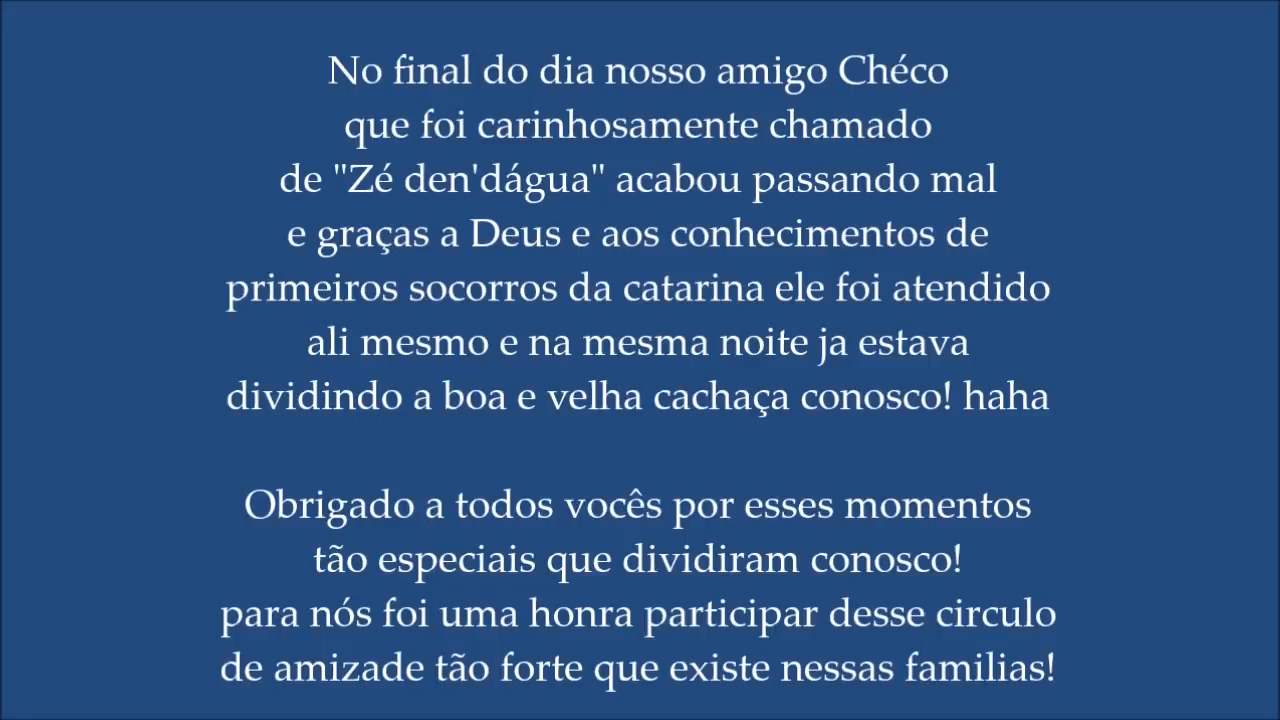 No final do dia nosso amigo Chéco
que foi carinhosamente chamado
de "Zé den'dágua" acabou passando mal
e graças a Deus e aos conhecimentos de
primeiros socorros da catarina ele foi atendido
ali mesmo e na mesma noite ja estava
dividindo a boa e velha cachaça conosco! haha
Obrigado a todos vocês por esses momentos
tão especiais que dividiram conosco!
para nós foi uma honra participar desse circulo
de amizade tão forte que existe nessas familias!